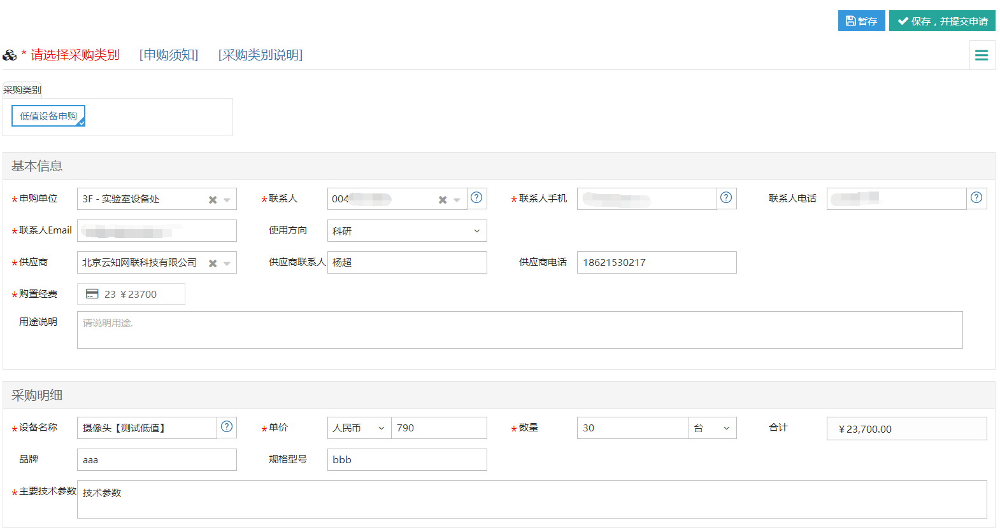 暂存 保存，并提交申请
* 请选择采购类别 [申购须知] [采购类别说明]
采购类别
低值设备申购
基本信息
*申购单位 3F - 实验室设备处 *联系人 004 *联系人手机 联系人电话
*联系人Email 使用方向 科研
*供应商 北京云知网联科技有限公司 供应商联系人 杨超 供应商电话 18621530217
*购置经费 23 ￥23700
用途说明 请说明用途.
采购明细
*设备名称 摄像头【测试低值】 *单价 人民币 790 *数量 30 台 合计 ￥23,700.00
品牌 aaa 规格型号 bbb
*主要技术参数 技术参数